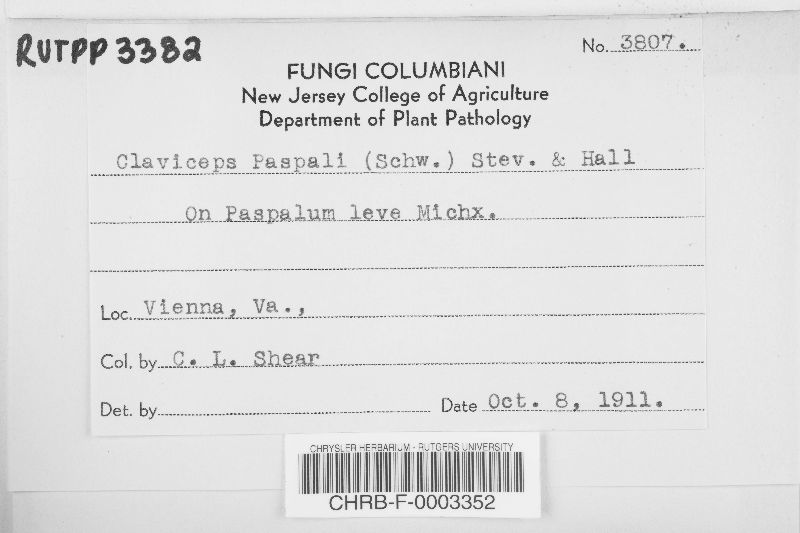 RUTPP 3382
No. 3807.
FUNGI COLUMBIANI
New Jersey College of Agriculture
Department of Plant Pathology
Claviceps Paspali (Schw.) Stev. & Hall
On Paspalum leve Michx.
Loc. Vienna, Va.,
Col. by C. L. Shear
Det. by
Date Oct. 8, 1911.
CHRYSLER HERBARIUM - RUTGERS UNIVERSITY
CHRB-F-0003352